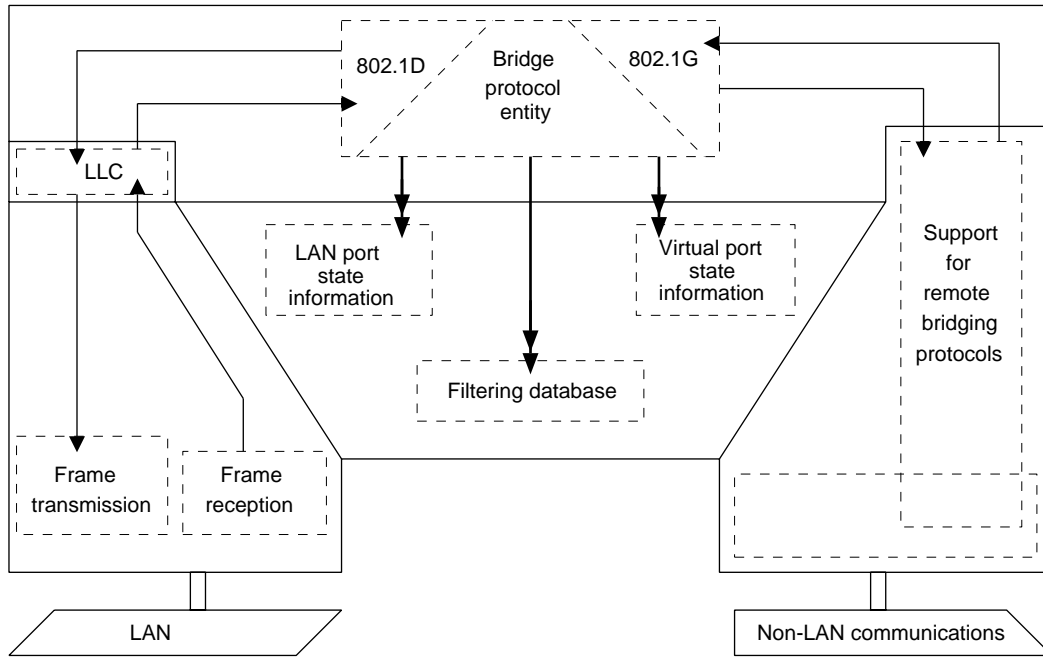 802.1D
Bridge
protocol
entity
802.1G
LLC
LAN port
state
information
Virtual port
state
information
Support
for
remote
bridging
protocols
Filtering database
Frame
transmission
Frame
reception
LAN
Non-LAN communications